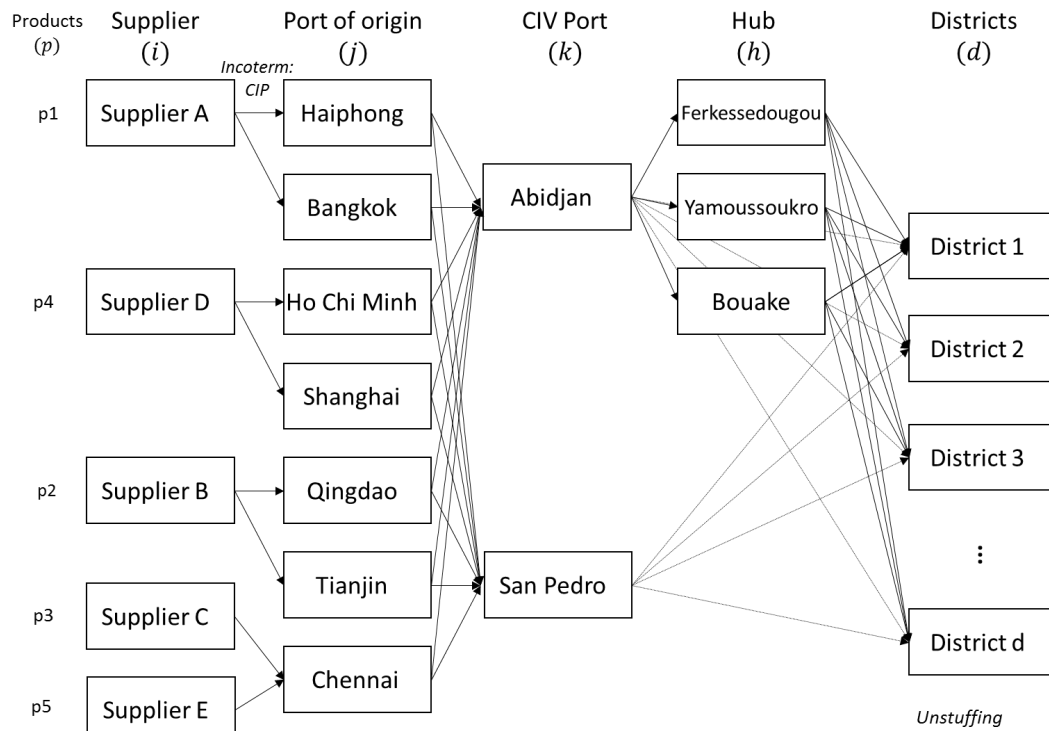 Products
(p)
Supplier
(i)
Port of origin
(j)
CIV Port
(k)
Hub
(h)
Districts
(d)
Incoterm:
CIP
p1
Supplier A
Haiphong
Ferkessedougou
Bangkok
Abidjan
Yamoussoukro
District 1
p4
Supplier D
Ho Chi Minh
Bouake
District 2
Shanghai
District 3
p2
Supplier B
Qingdao
...
Tianjin
San Pedro
p3
Supplier C
District d
Chennai
p5
Supplier E
Unstuffing